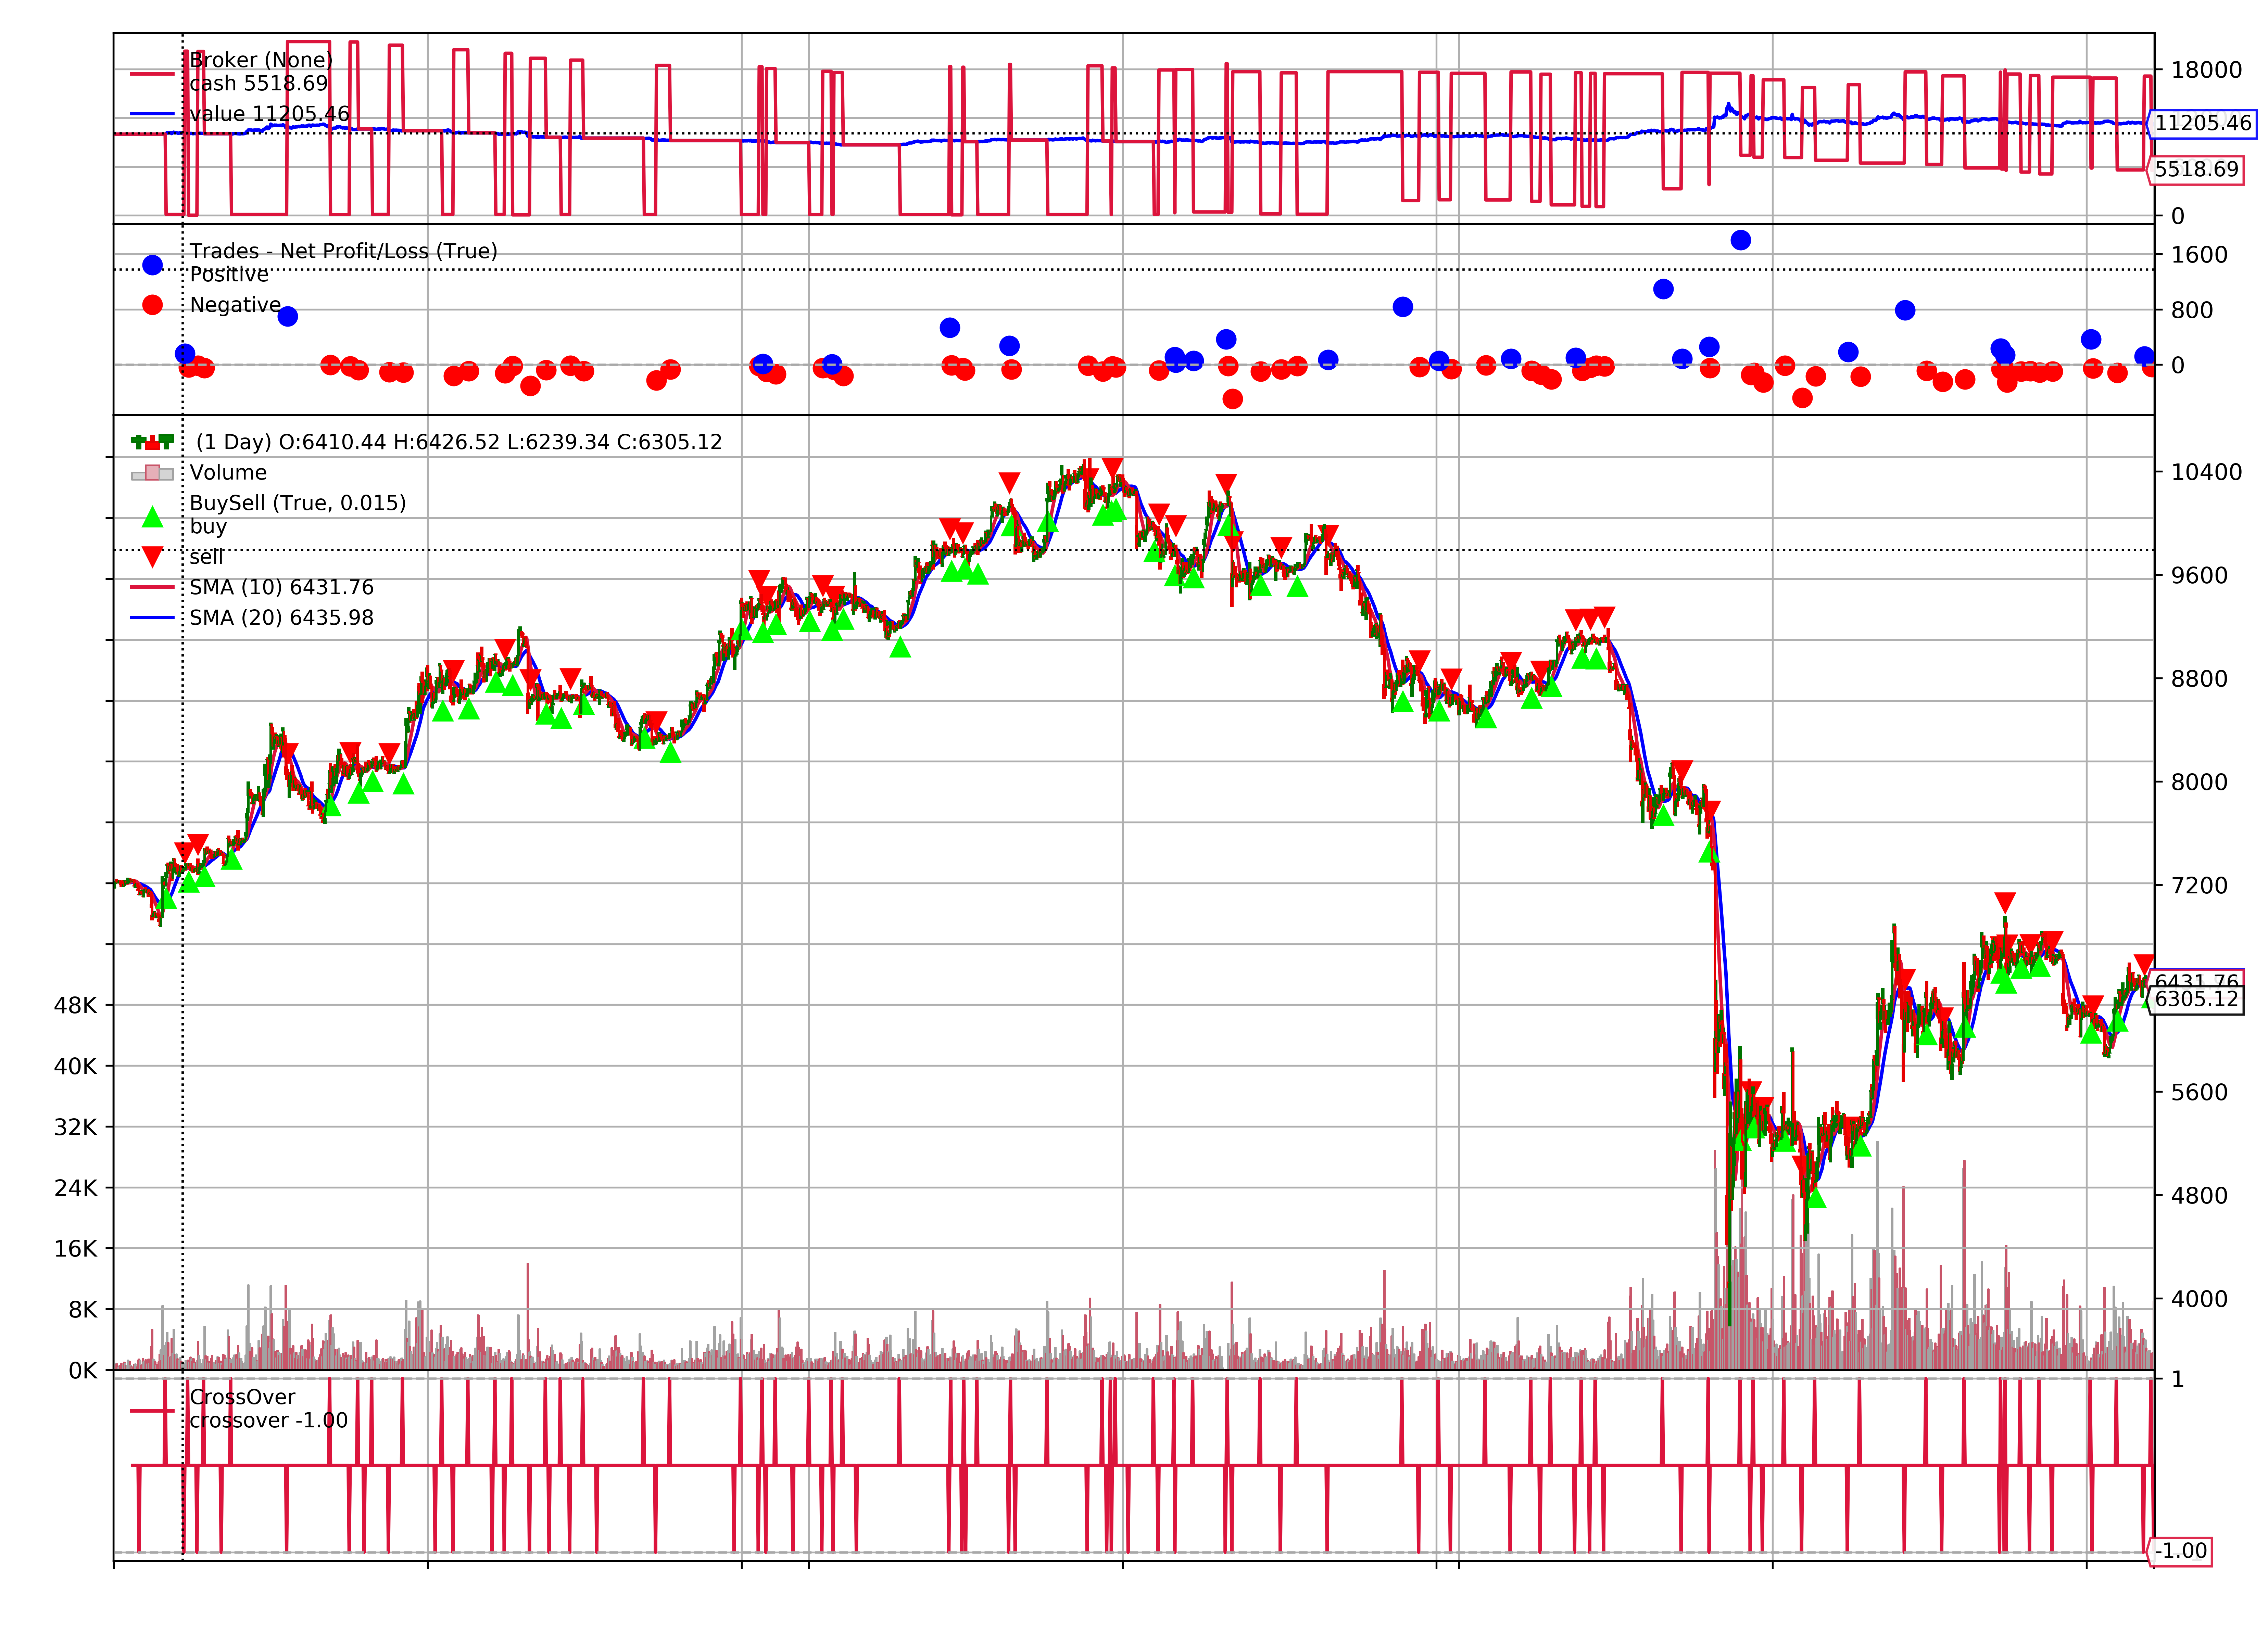 Broker (None)
cash 5518.69
value 11205.46
18000
11205.46
5518.69
0
Trades - Net Profit/Loss (True)
Positive
Negative
1600
800
0
(1 Day) O:6410.44 H:6426.52 L:6239.34 C:6305.12
Volume
BuySell (True, 0.015)
buy
sell
SMA (10) 6431.76
SMA (20) 6435.98
10400
9600
8800
8000
7200
6431.76
6305.12
5600
4800
4000
48K
40K
32K
24K
16K
8K
0K
CrossOver
crossover -1.00
1
-1.00